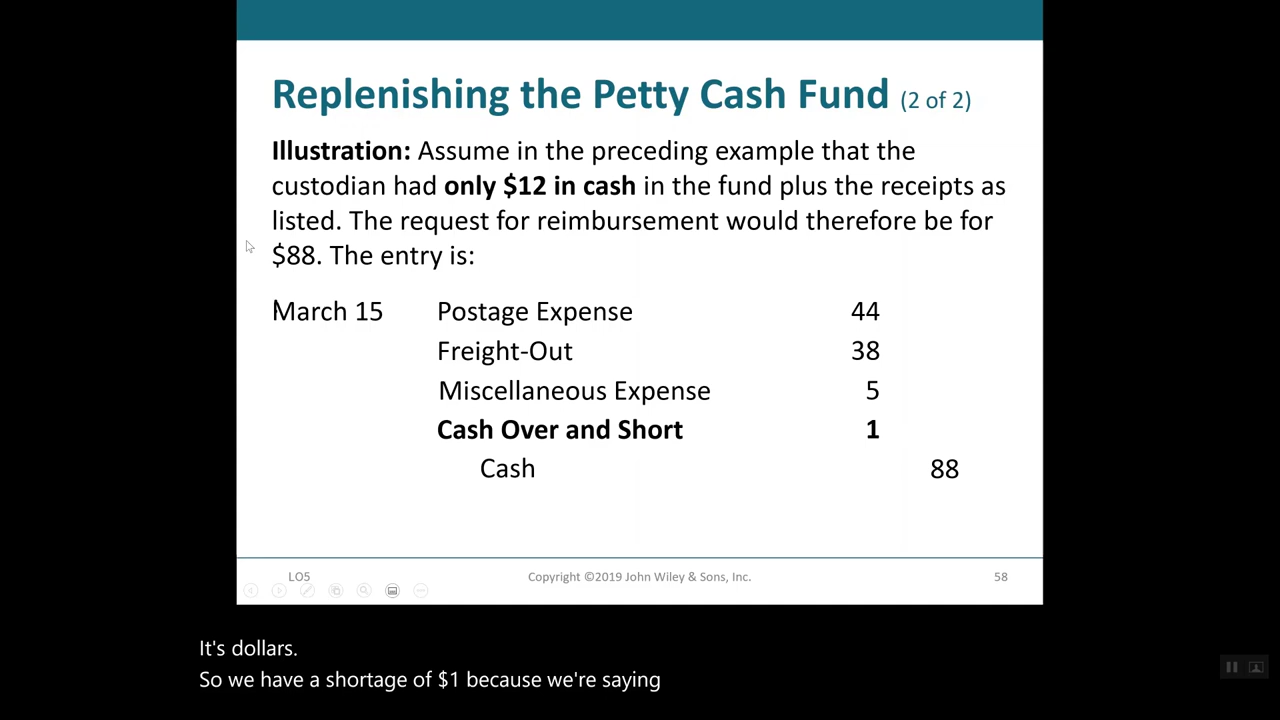 Replenishing the Petty Cash Fund (2 of 2)
Illustration: Assume in the preceding example that the
custodian had only $12 in cash in the fund plus the receipts as
listed. The request for reimbursement would therefore be for
$88. The entry is:
March 15 Postage Expense 44
Freight-Out 38
Miscellaneous Expense 5
Cash Over and Short 1
Cash 88
LO5 Copyright ©2019 John Wiley & Sons, Inc. 58
It's dollars.
So we have a shortage of $1 because we're saying